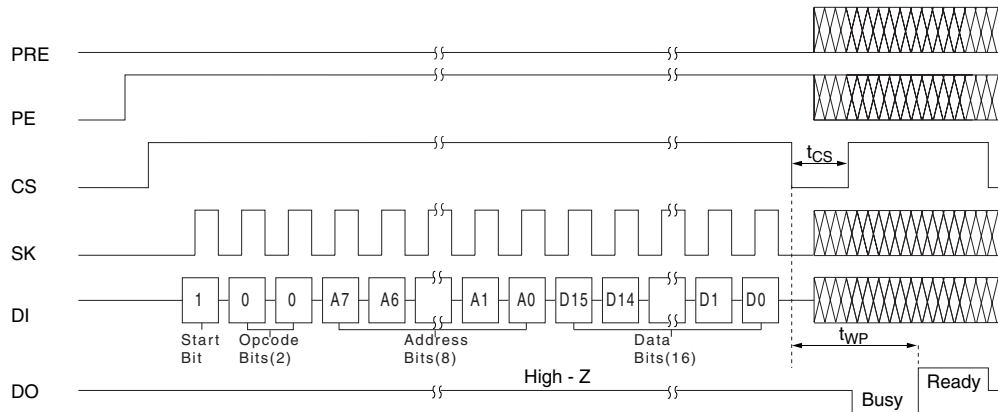 PRE
PE
CS
tCS
SK
DI
1 0 0 A7 A6 A1 A0 D15 D14 D1 D0
Start Bit
Opcode Bits(2)
Address Bits(8)
Data Bits(16)
tWP
DO
High - Z
Busy
Ready